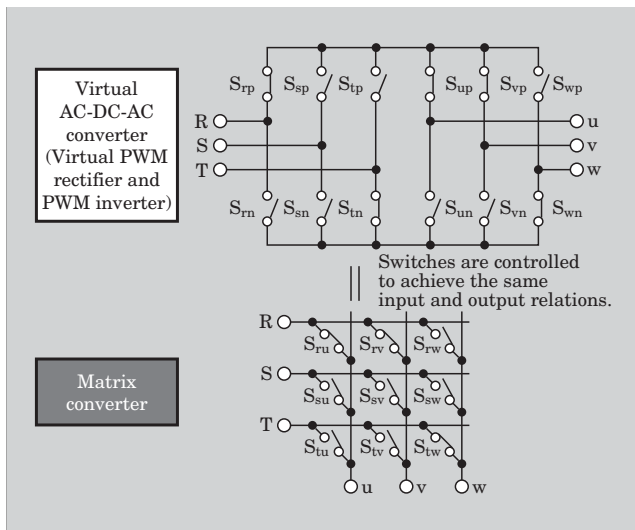 Virtual
AC-DC-AC
converter
(Virtual PWM
rectifier and
PWM inverter)
Srp Ssp Stp Sup Svp Swp
R u
S v
T w
Srn Ssn Stn Sun Svn Swn
Switches are controlled
to achieve the same
input and output relations.
R
Sru Srv Srw
Matrix
converter
S
Ssu Ssv Ssw
T
Stu Stv Stw
u v w